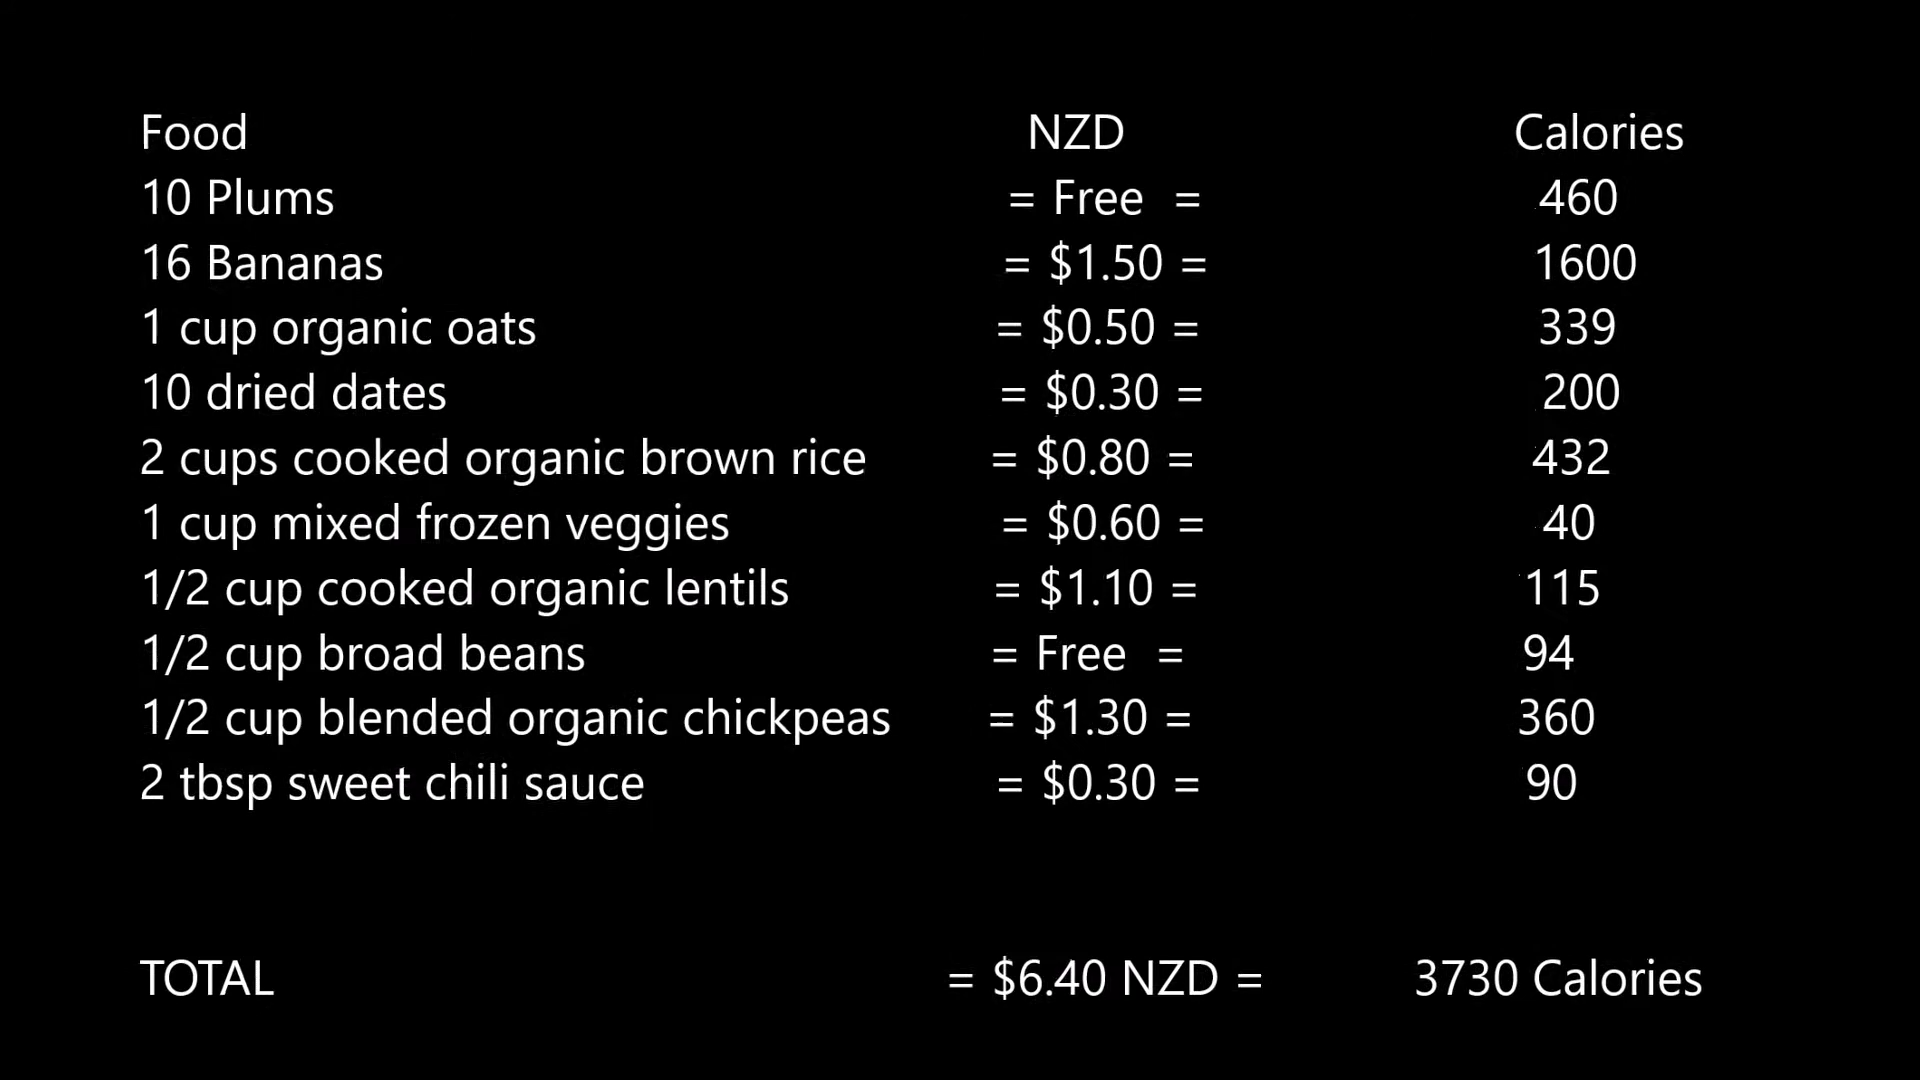 Food NZD Calories
10 Plums = Free = 460
16 Bananas = $1.50 = 1600
1 cup organic oats = $0.50 = 339
10 dried dates = $0.30 = 200
2 cups cooked organic brown rice = $0.80 = 432
1 cup mixed frozen veggies = $0.60 = 40
1/2 cup cooked organic lentils = $1.10 = 115
1/2 cup broad beans = Free = 94
1/2 cup blended organic chickpeas = $1.30 = 360
2 tbsp sweet chili sauce = $0.30 = 90
TOTAL = $6.40 NZD = 3730 Calories